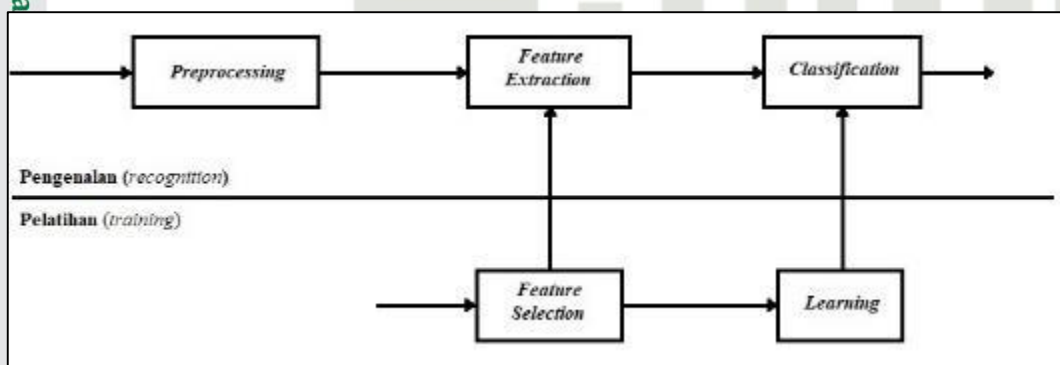 a
Preprocessing
Feature
Extraction
Classification
Pengenalan (recognition)
Pelatihan (training)
Feature
Selection
Learning